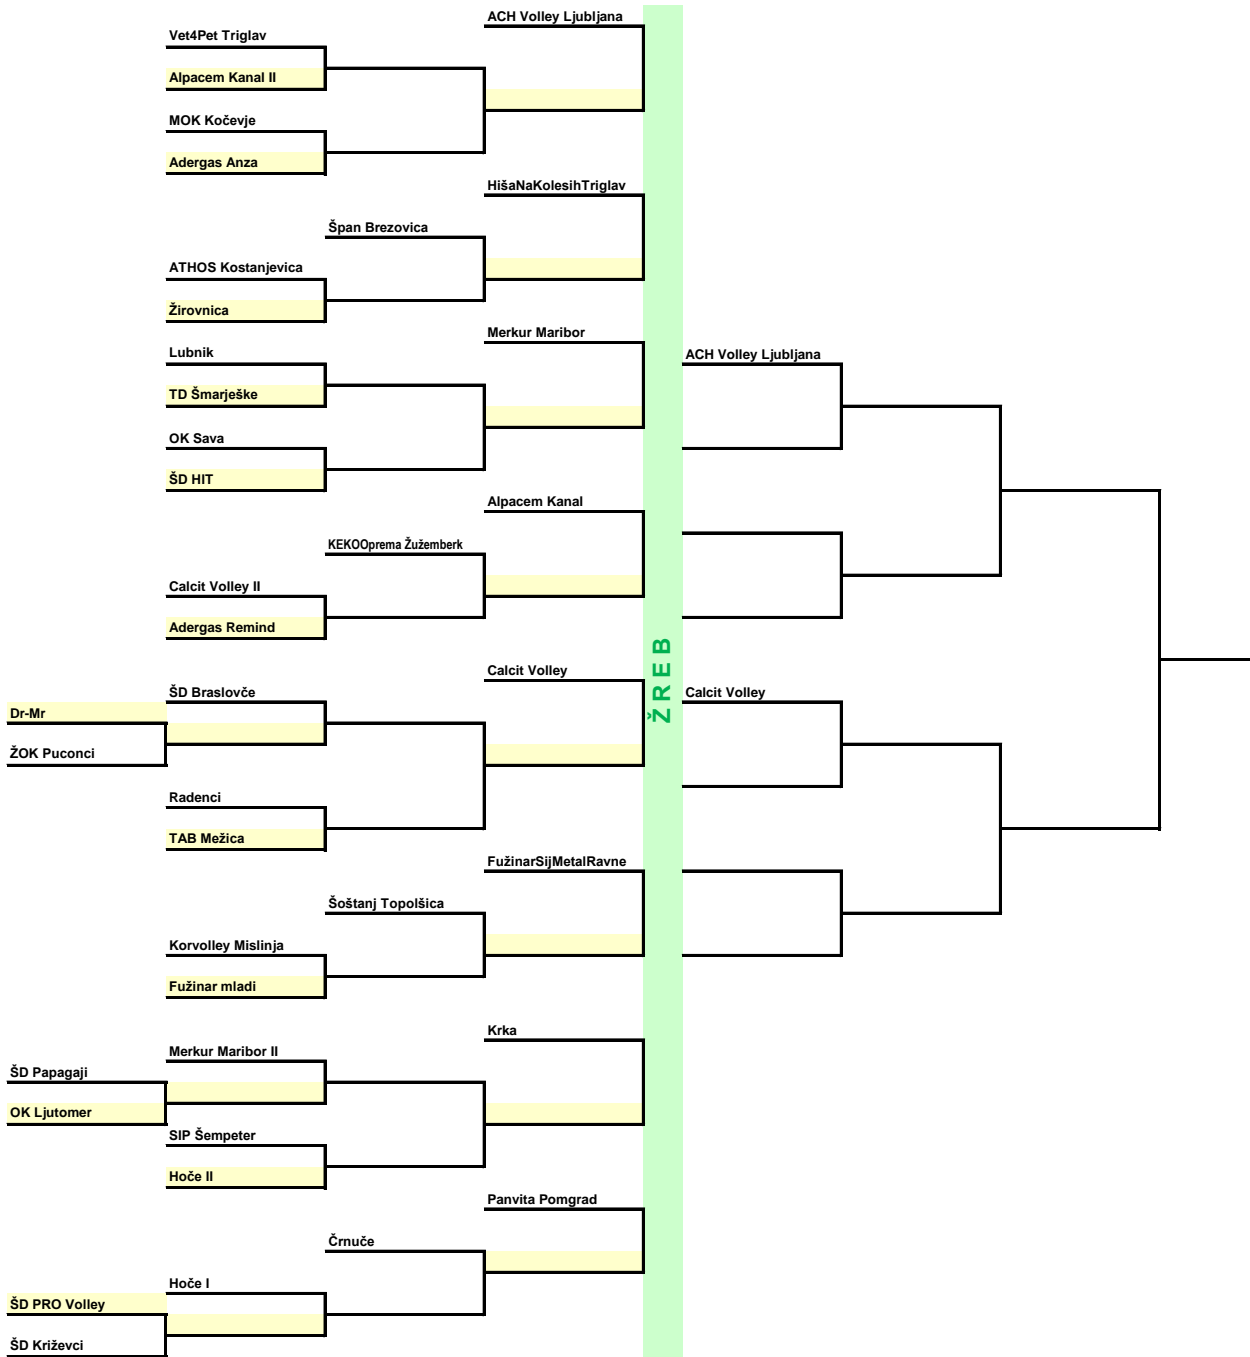 ACH Volley Ljubljana
Vet4Pet Triglav
Alpacem Kanal II
MOK Kočevje
Adergas Anza
HišaNaKolesihTriglav
Špan Brezovica
ATHOS Kostanjevica
Žirovnica
Merkur Maribor
Lubnik
ACH Volley Ljubljana
TD Šmarješke
OK Sava
ŠD HIT
Alpacem Kanal
KEKOOprema Žužemberk
Calcit Volley II
Adergas Remind
ŽREB
Calcit Volley
ŠD Braslovče
Calcit Volley
Dr-Mr
ŽOK Puconci
Radenci
TAB Mežica
FužinarSijMetalRavne
Šoštanj Topolšica
Korvolley Mislinja
Fužinar mladi
Krka
Merkur Maribor II
ŠD Papagaji
OK Ljutomer
SIP Šempeter
Hoče II
Panvita Pomgrad
Črnuče
Hoče I
ŠD PRO Volley
ŠD Križevci